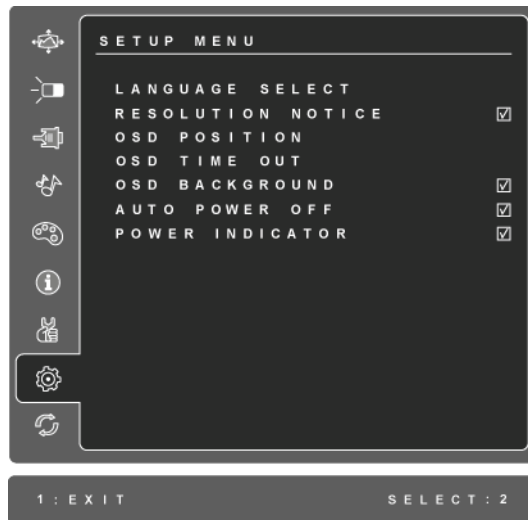 SETUP MENU
LANGUAGE SELECT
RESOLUTION NOTICE
OSD POSITION
OSD TIME OUT
OSD BACKGROUND
AUTO POWER OFF
POWER INDICATOR
1:EXIT SELECT:2